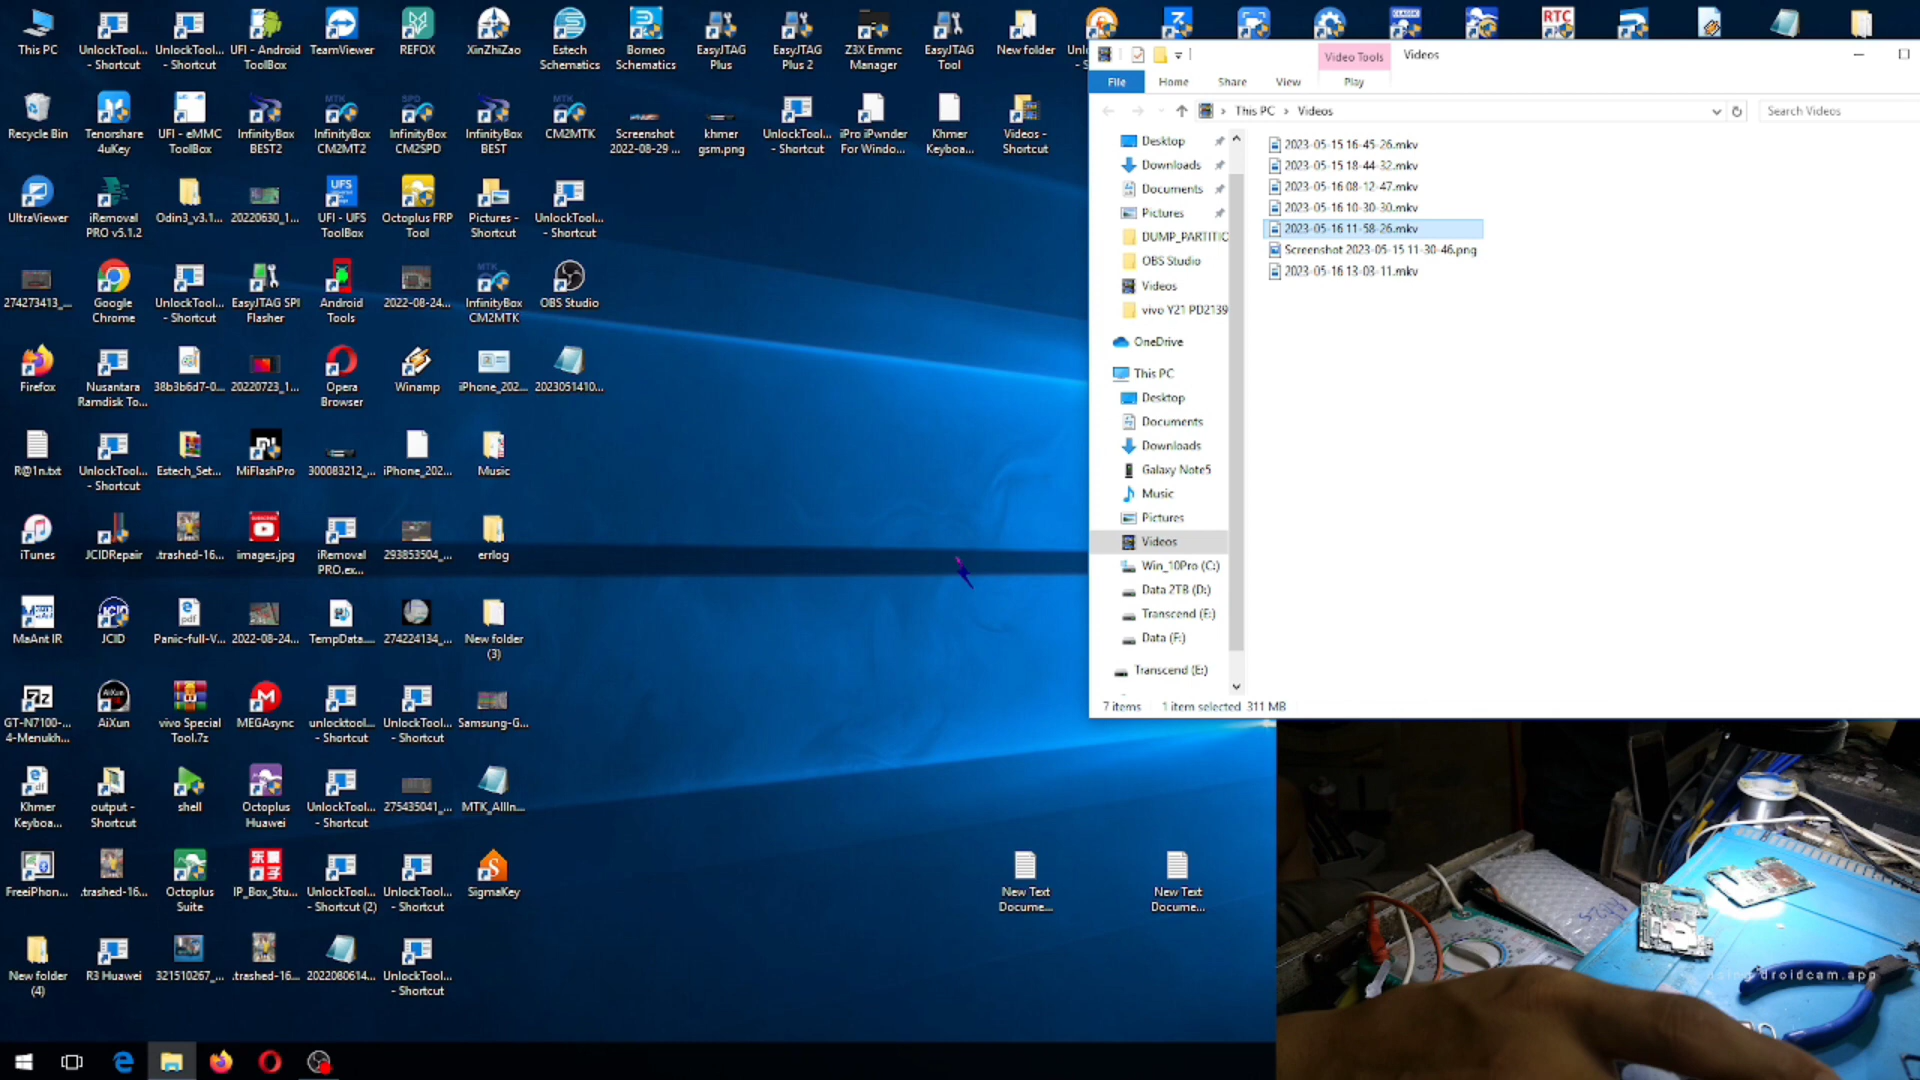 This PC
UnlockTool...
- Shortcut
UnlockTool...
- Shortcut
UFI - Android
ToolBox
TeamViewer
REFOX
XinZhiZao
Estech
Schematics
Borneo
Schematics
EasyJTAG
Plus
EasyJTAG
Plus 2
Z3X Emmc
Manager
EasyJTAG
Tool
New folder
Recycle Bin
Tenorshare
4uKey
UFI - eMMC
ToolBox
InfinityBox
BEST2
InfinityBox
CM2MT2
InfinityBox
CM2SPD
InfinityBox
BEST
CM2MTK
Screenshot
2022-08-29 ...
khmer
gsm.png
UnlockTool...
- Shortcut
iPro iPwnder
For Windo...
Khmer
Keyboa...
Videos -
Shortcut
UltraViewer
iRemoval
PRO v5.1.2
Odin3_v3.1...
20220630_1...
UFI - UFS
ToolBox
Octoplus FRP
Tool
Pictures -
Shortcut
UnlockTool...
- Shortcut
274273413_...
Google
Chrome
UnlockTool...
- Shortcut
EasyJTAG SPI
Flasher
Android
Tools
2022-08-24...
InfinityBox
CM2MTK
OBS Studio
Firefox
Nusantara
Ramdisk To...
38b3b6d7-0...
20220723_1...
Opera
Browser
Winamp
iPhone_202...
2023051410...
R@1n.txt
UnlockTool...
- Shortcut
Estech_Set...
MiFlashPro
300083212_...
iPhone_202...
Music
iTunes
JCIDRepair
.trashed-16...
images.jpg
iRemoval
PRO.ex...
293853504_...
errlog
MaAnt IR
JCID
Panic-full-V...
2022-08-24...
TempData....
274224134_...
New folder
(3)
GT-N7100-...
4-Menukh...
AiXun
vivo Special
Tool.7z
MEGAsync
unlocktool...
- Shortcut
UnlockTool...
- Shortcut
Samsung-G...
Khmer
Keyboa...
output -
Shortcut
shell
Octoplus
Huawei
UnlockTool...
- Shortcut
275435041_...
MTK_AllIn...
FreeiPhon...
.trashed-16...
Octoplus
Suite
IP_Box_Stu...
UnlockTool...
- Shortcut (2)
UnlockTool...
- Shortcut
SigmaKey
New Text
Docume...
New Text
Docume...
New folder
(4)
R3 Huawei
321510267_...
.trashed-16...
2022080614...
UnlockTool...
- Shortcut
Video Tools
Videos
File
Home
Share
View
Play
This PC
Videos
Search Videos
Desktop
Downloads
Documents
Pictures
DUMP_PARTITIC
OBS Studio
Videos
vivo Y21 PD2139
OneDrive
This PC
Desktop
Documents
Downloads
Galaxy Note5
Music
Pictures
Videos
Win_10Pro (C:)
Data 2TB (D:)
Transcend (E:)
Data (F:)
Transcend (E:)
2023-05-15 16-45-26.mkv
2023-05-15 18-44-32.mkv
2023-05-16 08-12-47.mkv
2023-05-16 10-30-30.mkv
2023-05-16 11-58-26.mkv
Screenshot 2023-05-15 11-30-46.png
2023-05-16 13-03-11.mkv
7 items
1 item selected 311 MB
using droidcam.app